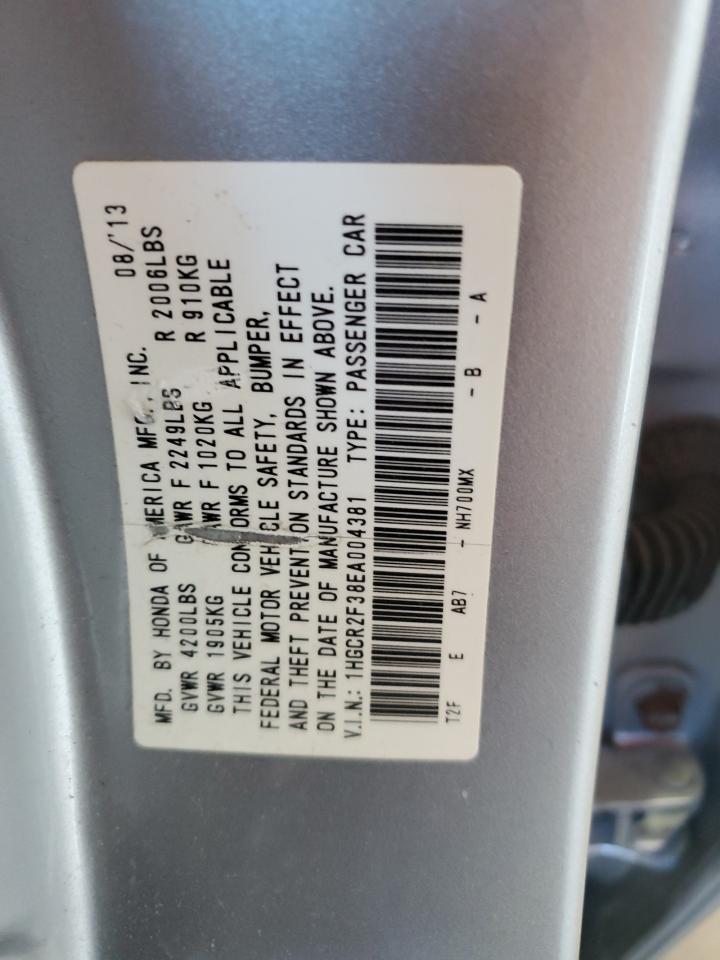 MFD. BY HONDA OF AMERICA MFG., INC. 08/'13
GVWR 4200LBS GAWR F 2249LBS R 2006LBS
GVWR 1905KG GAWR F 1020KG R 910KG
THIS VEHICLE CONFORMS TO ALL APPLICABLE
FEDERAL MOTOR VEHICLE SAFETY, BUMPER,
AND THEFT PREVENTION STANDARDS IN EFFECT
ON THE DATE OF MANUFACTURE SHOWN ABOVE.
V.I.N.: 1HGCR2F38EA004381 TYPE: PASSENGER CAR
T2F E AB7 - NH700MX - B - A